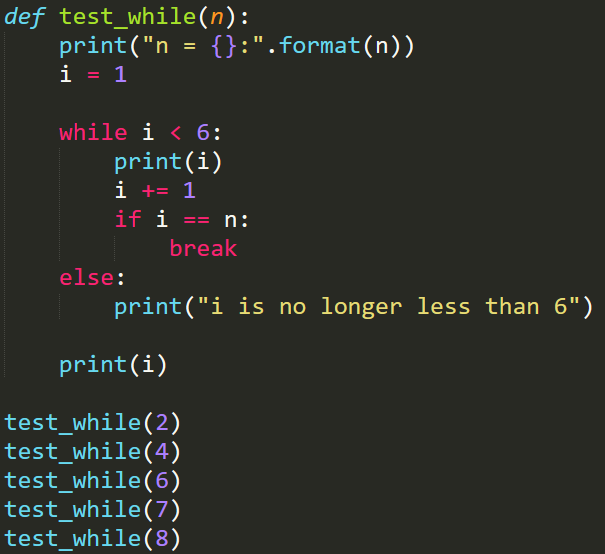 def test_while(n):
    print("n = {}:".format(n))
    i = 1

    while i < 6:
        print(i)
        i += 1
        if i == n:
            break
    else:
        print("i is no longer less than 6")

    print(i)

test_while(2)
test_while(4)
test_while(6)
test_while(7)
test_while(8)